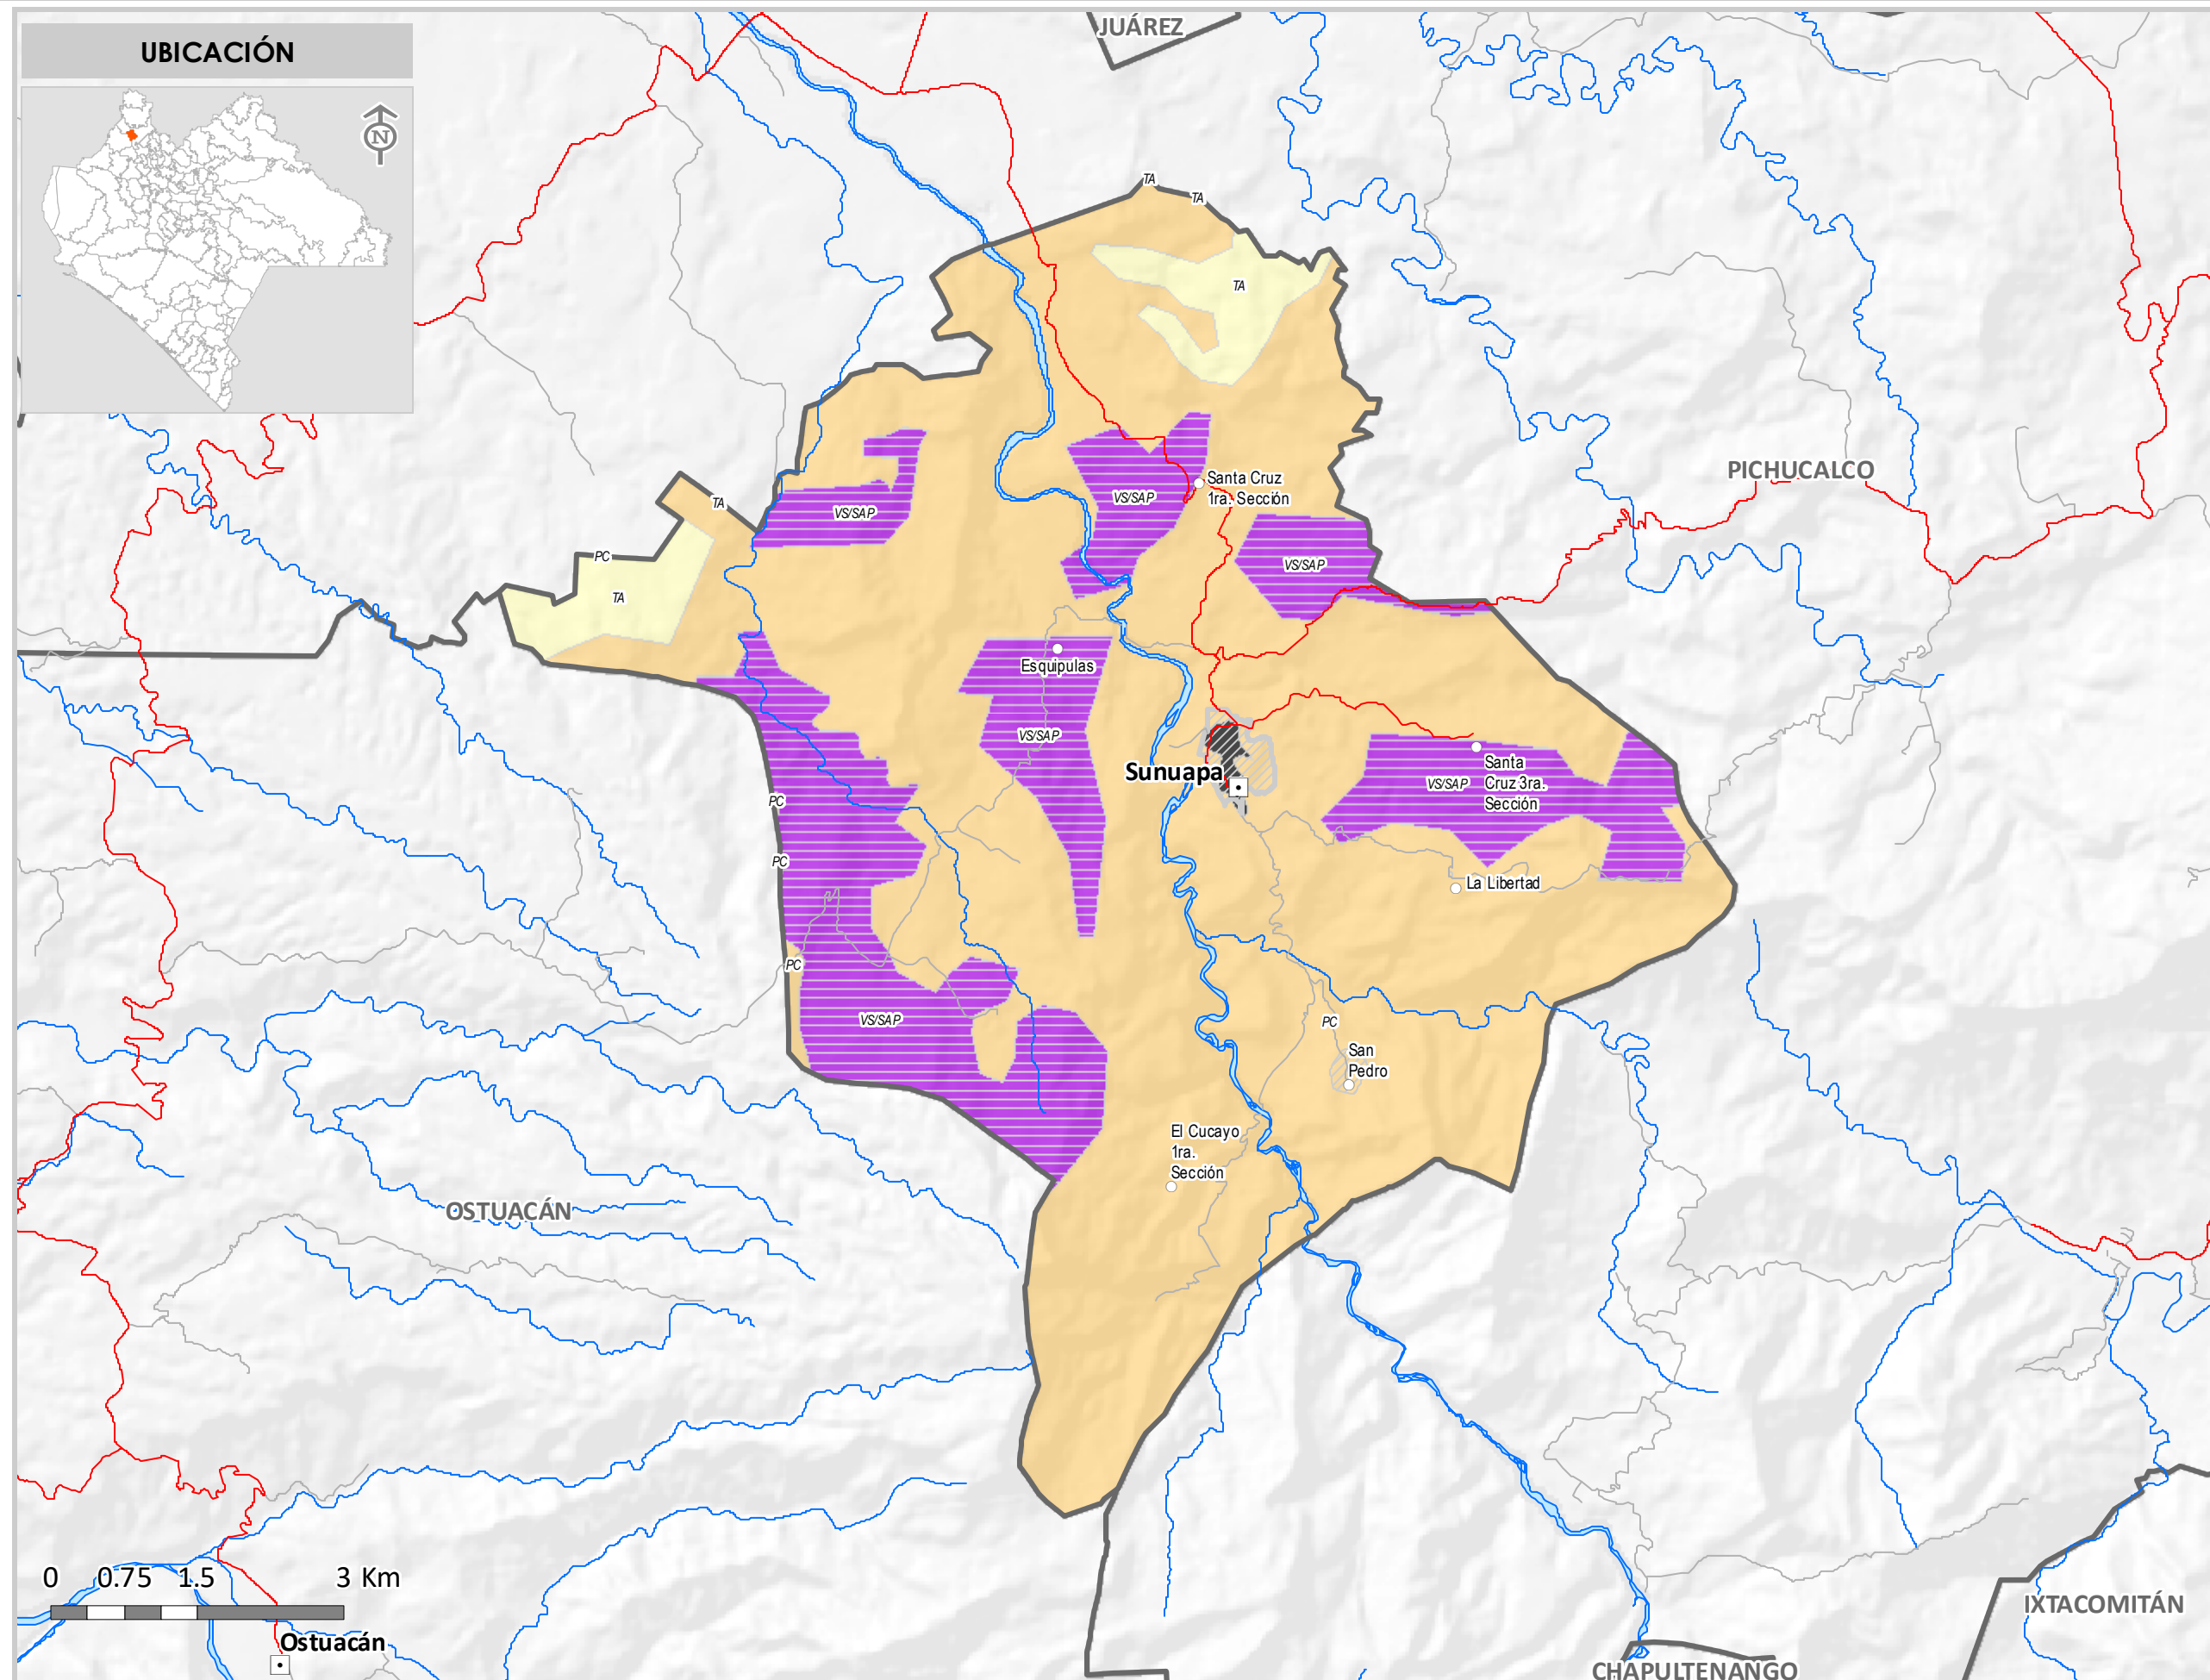 UBICACIÓN
N
JUÁREZ
TA
TA
TA
PICHUCALCO
Santa Cruz
1ra. Sección
VS/SAP
TA
VS/SAP
PC
VS/SAP
TA
Esquipulas
VS/SAP
Sunuapa
Santa
Cruz 3ra.
Sección
VS/SAP
PC
PC
La Libertad
PC
VS/SAP
PC
San
Pedro
El Cucayo
1ra.
Sección
OSTUACÁN
0 0.75 1.5 3 Km
Ostuacán
IXTACOMITÁN
CHAPULTENANGO